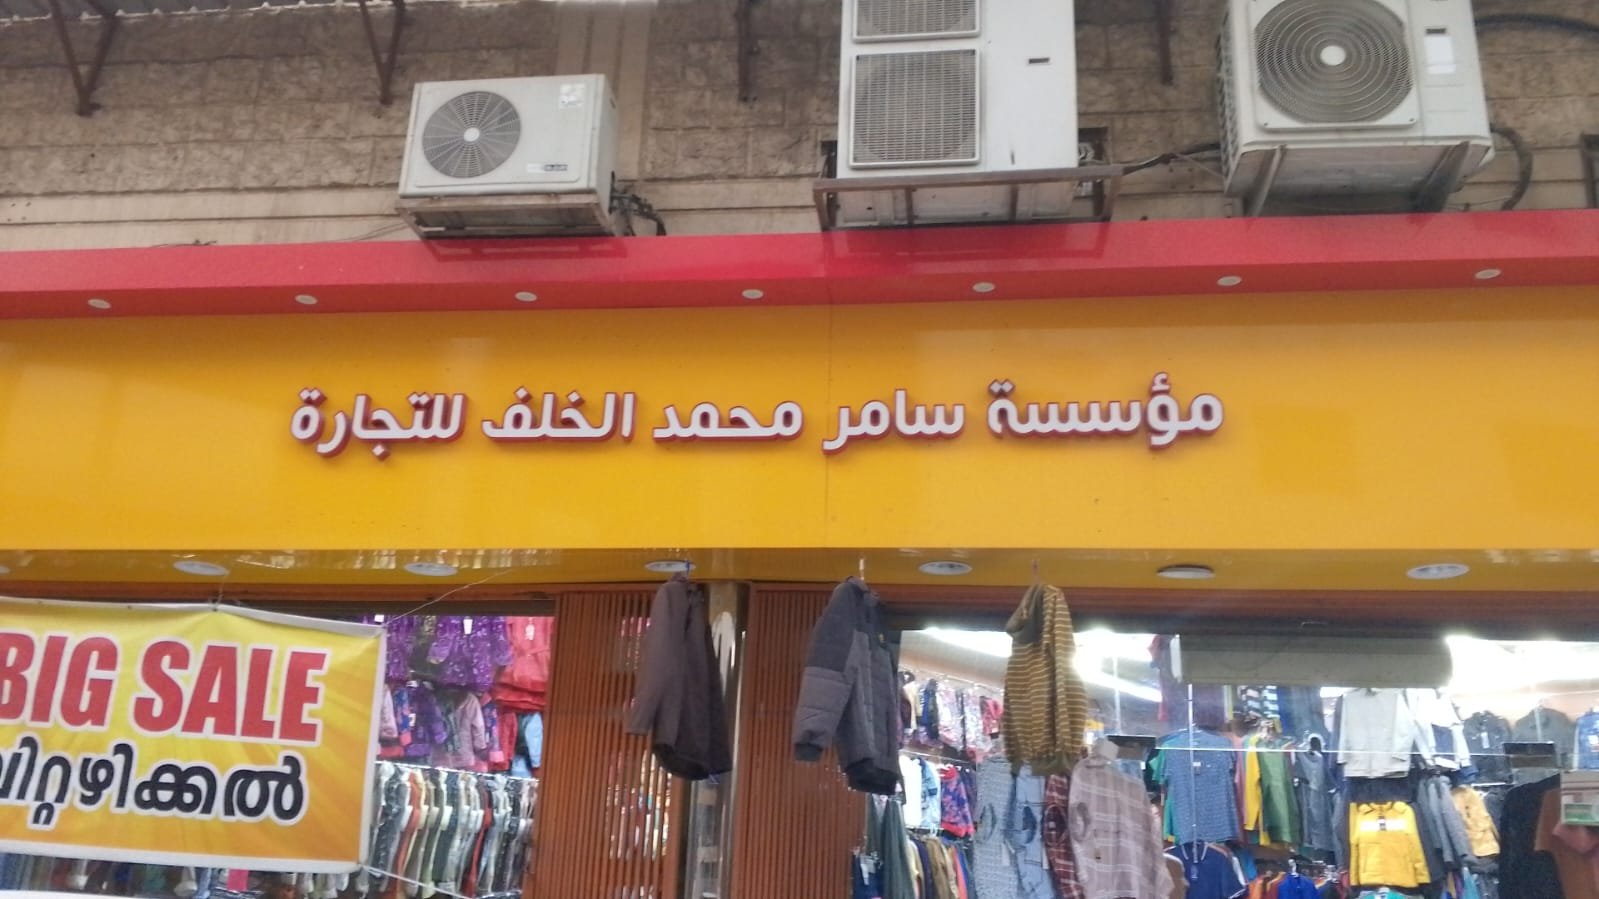 مؤسسة سامر محمد الخلف للتجارة
BIG SALE
വിറ്റഴിക്കൽ